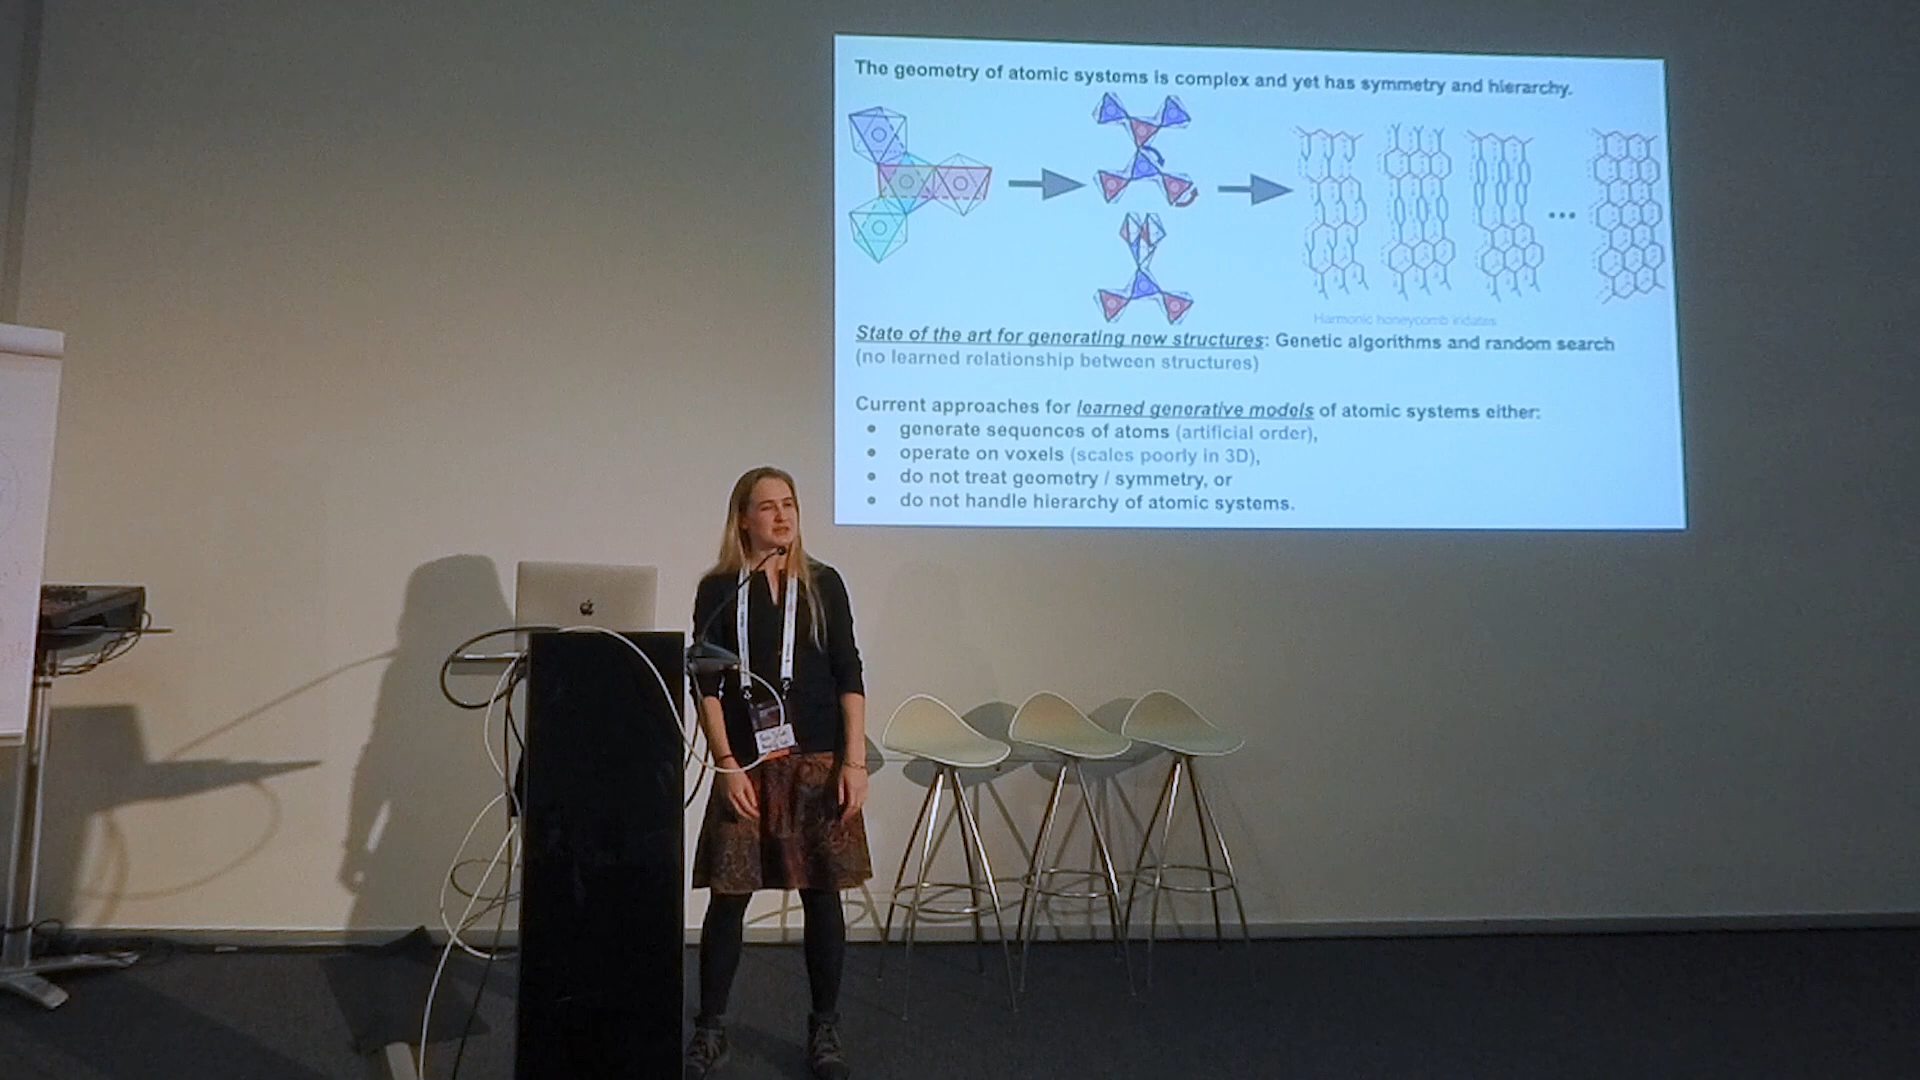 The geometry of atomic systems is complex and yet has symmetry and hierarchy.
Harmonic honeycomb iridates
State of the art for generating new structures: Genetic algorithms and random search
(no learned relationship between structures)
Current approaches for learned generative models of atomic systems either:
• generate sequences of atoms (artificial order),
• operate on voxels (scales poorly in 3D),
• do not treat geometry / symmetry, or
• do not handle hierarchy of atomic systems.